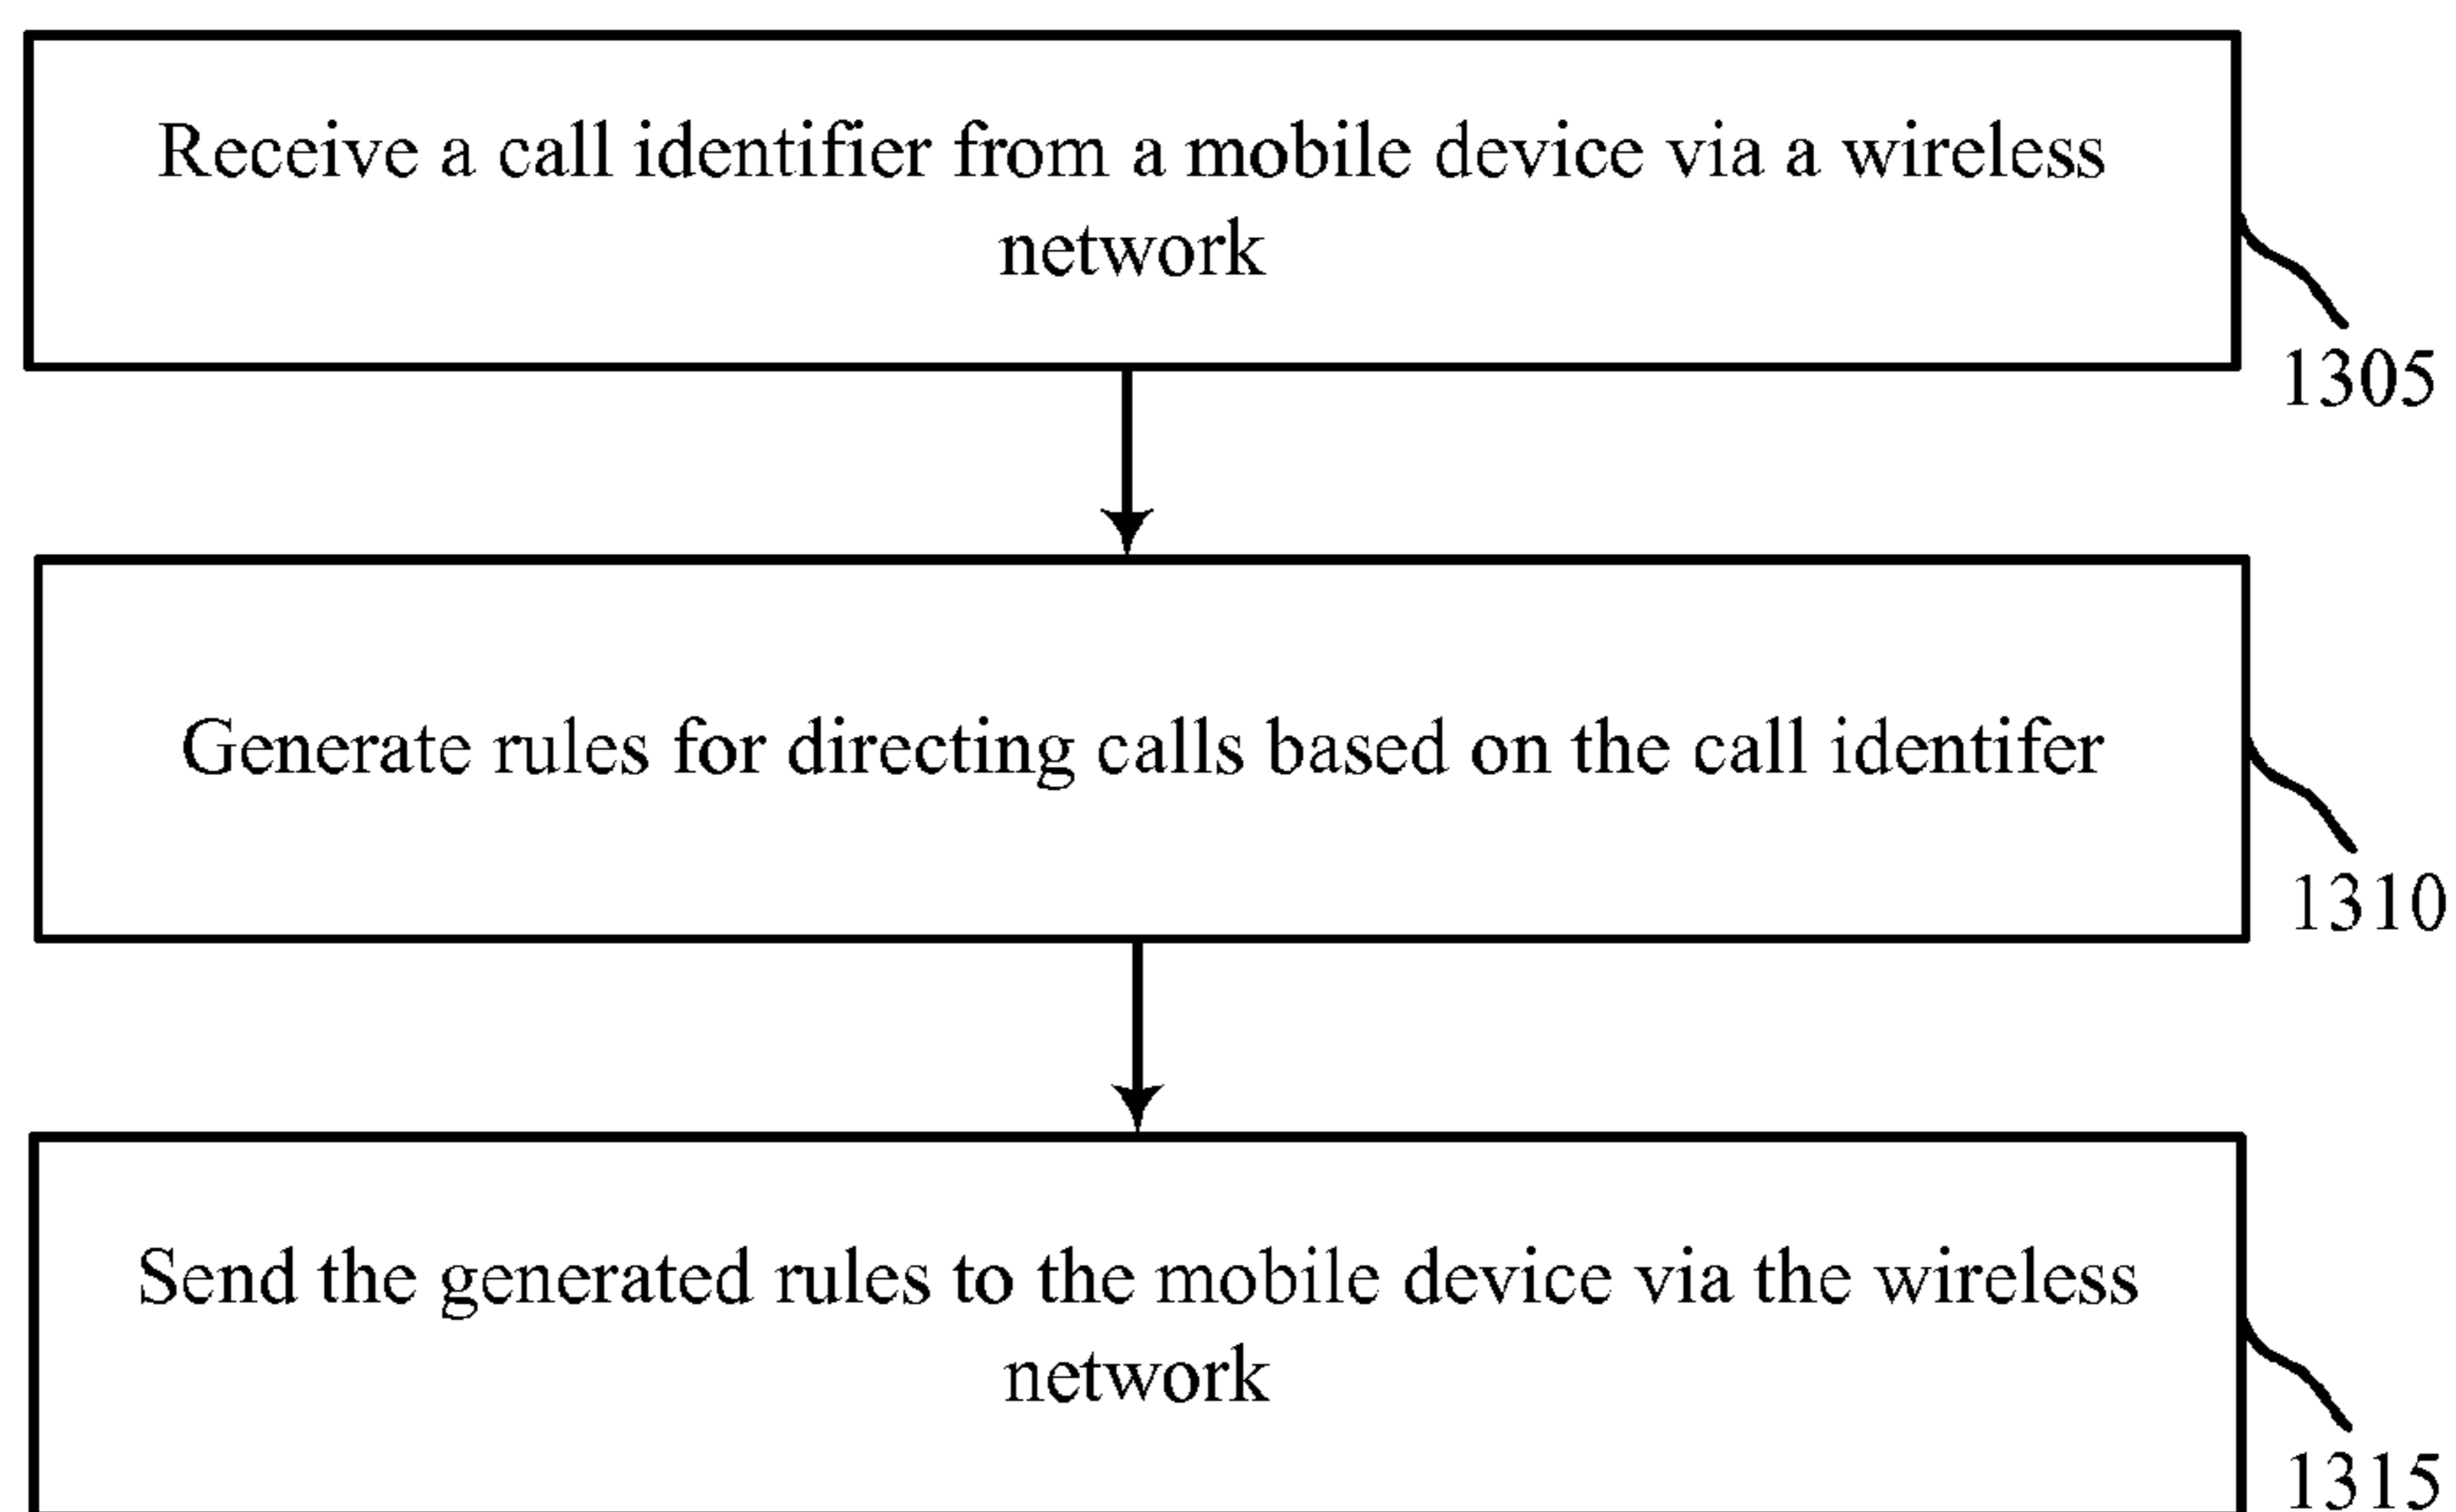 Receive a call identifier from a mobile device via a wireless
network
1305
Generate rules for directing calls based on the call identifer
1310
Send the generated rules to the mobile device via the wireless
network
1315